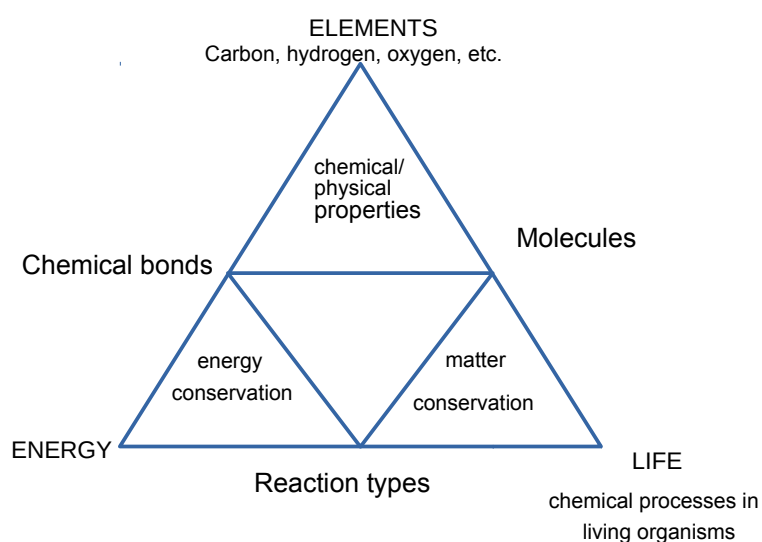 ELEMENTS
Carbon, hydrogen, oxygen, etc.
chemical/
physical
properties
Molecules
Chemical bonds
energy
conservation
matter
conservation
ENERGY
LIFE
Reaction types
chemical processes in
living organisms